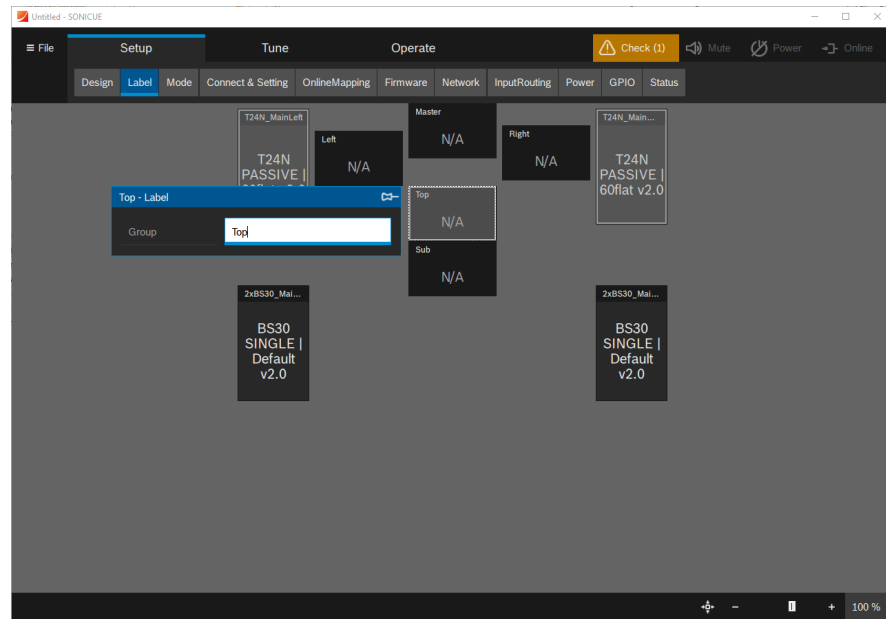 Untitled - SONICUE
File
Setup
Tune
Operate
Check (1)
Mute
Power
Online
Design
Label
Mode
Connect & Setting
OnlineMapping
Firmware
Network
InputRouting
Power
GPIO
Status
T24N_MainLeft
T24N
PASSIVE |
Left
N/A
Master
N/A
Right
N/A
T24N_Main...
T24N
PASSIVE |
60flat v2.0
Top - Label
Group
Top
Top
N/A
Sub
N/A
2xBS30_Mai...
BS30
SINGLE |
Default
v2.0
2xBS30_Mai...
BS30
SINGLE |
Default
v2.0
100 %